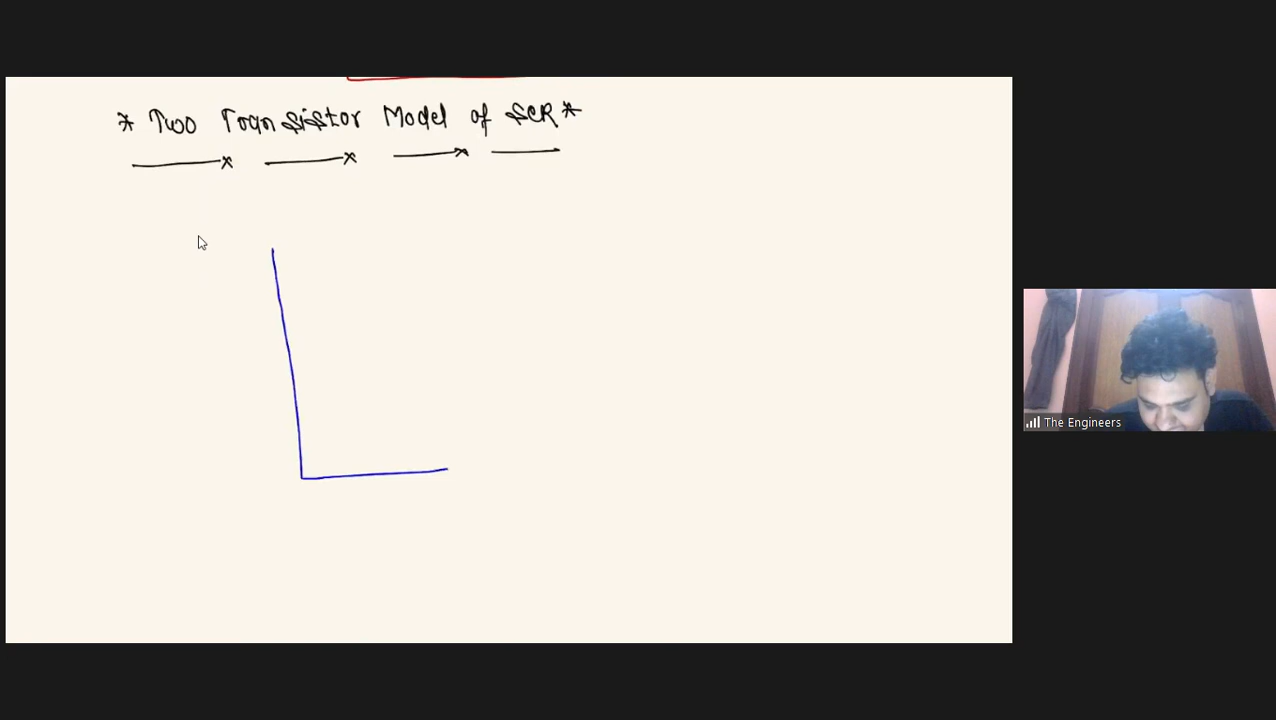 * Two Transistor Model of SCR *
The Engineers